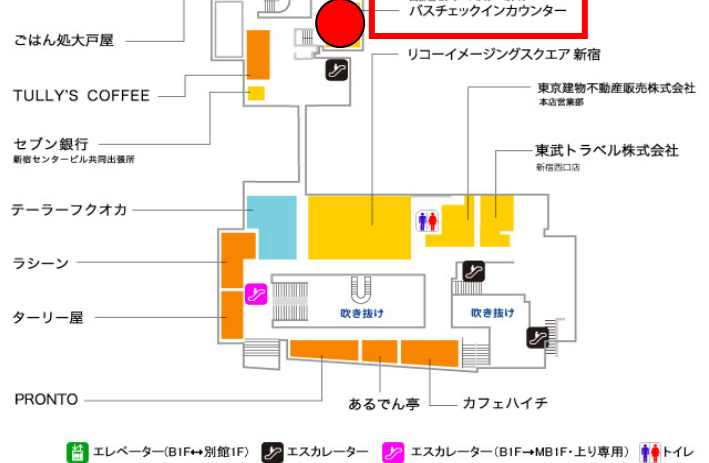 バスチェックインカウンター
ごはん処大戸屋
リコーイメージングスクエア 新宿
TULLY'S COFFEE
東京建物不動産販売株式会社
本店営業部
セブン銀行
新宿センタービル共同出張所
東武トラベル株式会社
新宿西口店
テーラーフクオカ
ラシーン
ターリー屋
吹き抜け
吹き抜け
PRONTO
あるでん亭
カフェハイチ
エレベーター(B1F↔別館1F)
エスカレーター
エスカレーター(B1F→MB1F・上り専用)
トイレ